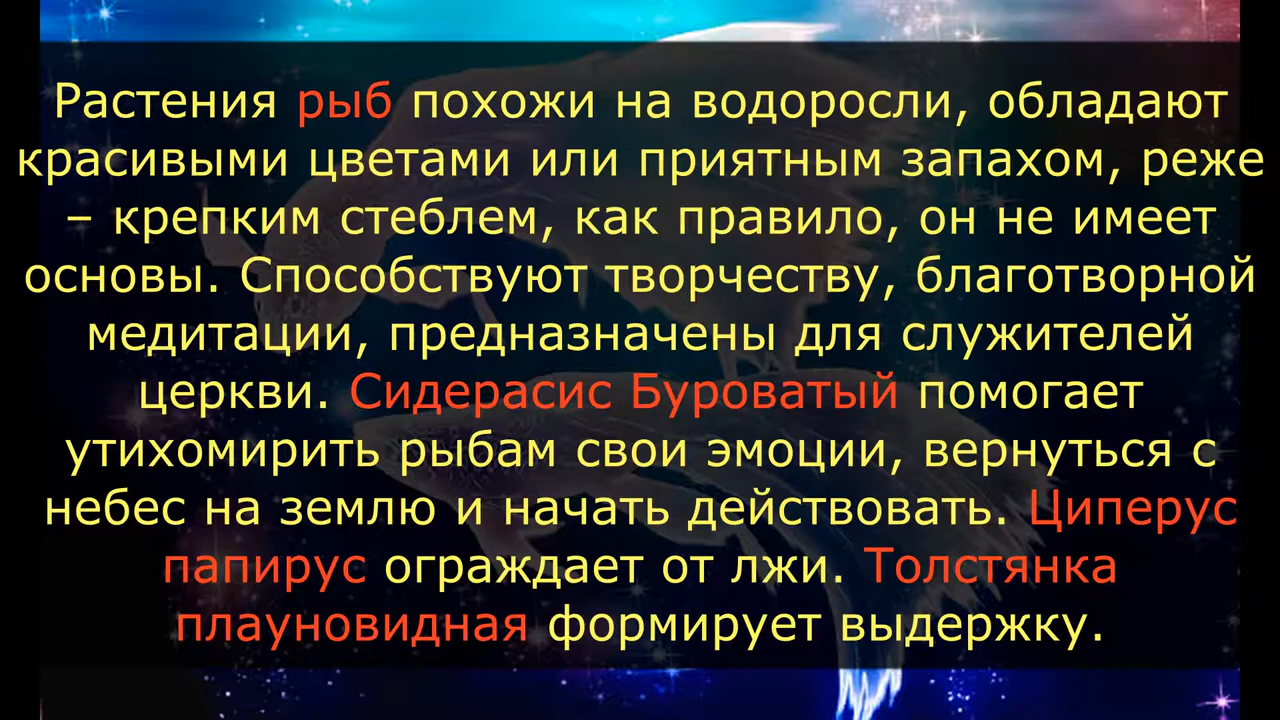 Растения рыб похожи на водоросли, обладают
красивыми цветами или приятным запахом, реже
– крепким стеблем, как правило, он не имеет
основы. Способствуют творчеству, благотворной
медитации, предназначены для служителей
церкви. Сидерасис Буроватый помогает
утихомирить рыбам свои эмоции, вернуться с
небес на землю и начать действовать. Циперус
папирус ограждает от лжи. Толстянка
плауновидная формирует выдержку.